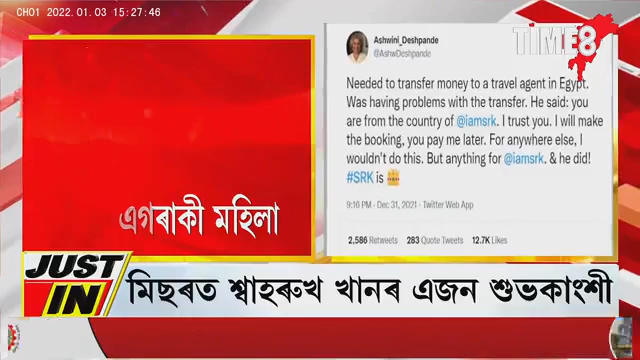 CH01 2022.01.03 15:27:46
TIME8
Ashwini_Deshpande
@AshwDeshpande
Needed to transfer money to a travel agent in Egypt.
Was having problems with the transfer. He said: you
are from the country of @iamsrk. I trust you. I will make
the booking, you pay me later. For anywhere else, I
wouldn't do this. But anything for @iamsrk. & he did!
#SRK is
9:16 PM · Dec 31, 2021 · Twitter Web App
2,586 Retweets 283 Quote Tweets 12.7K Likes
এগৰাকী মহিলা
JUST
IN
মিছৰত শ্বাহৰুখ খানৰ এজন শুভকাংশী